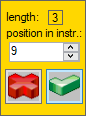 length: 3
position in instr.:
9